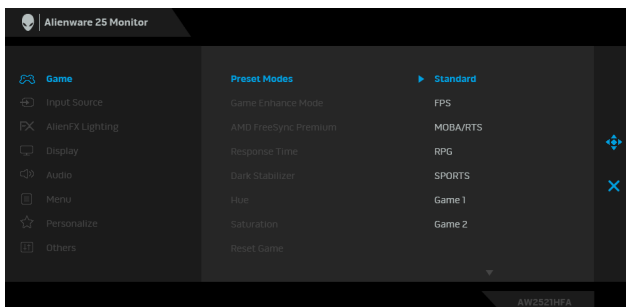 Alienware 25 Monitor
Game
Input Source
AlienFX Lighting
Display
Audio
Menu
Personalize
Others
Preset Modes
Game Enhance Mode
AMD FreeSync Premium
Response Time
Dark Stabilizer
Hue
Saturation
Reset Game
Standard
FPS
MOBA/RTS
RPG
SPORTS
Game 1
Game 2
AW2521HFA